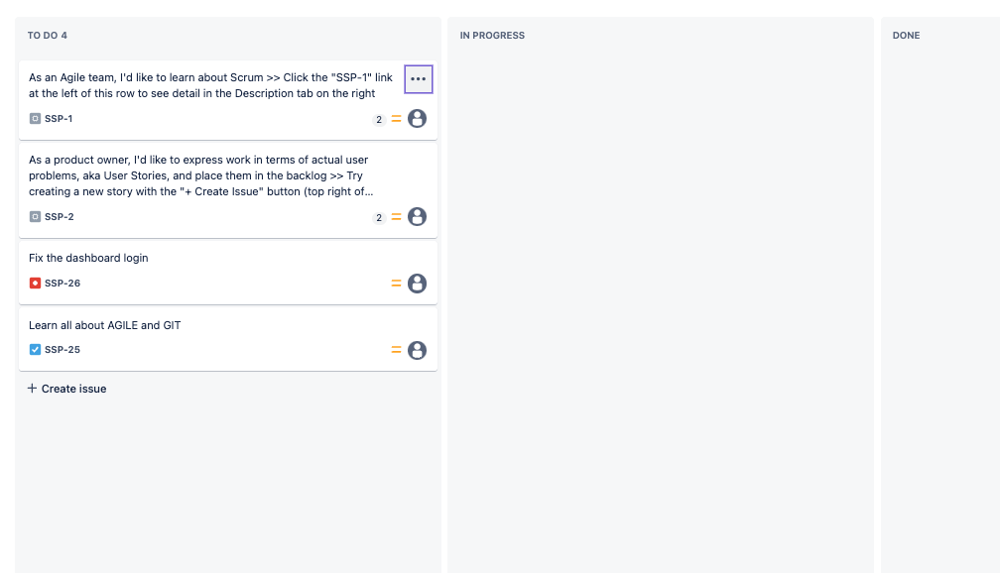 TO DO 4
IN PROGRESS
DONE
As an Agile team, I'd like to learn about Scrum >> Click the "SSP-1" link
at the left of this row to see detail in the Description tab on the right
SSP-1
2
As a product owner, I'd like to express work in terms of actual user
problems, aka User Stories, and place them in the backlog >> Try
creating a new story with the "+ Create Issue" button (top right of...
SSP-2
2
Fix the dashboard login
SSP-26
Learn all about AGILE and GIT
SSP-25
+ Create issue